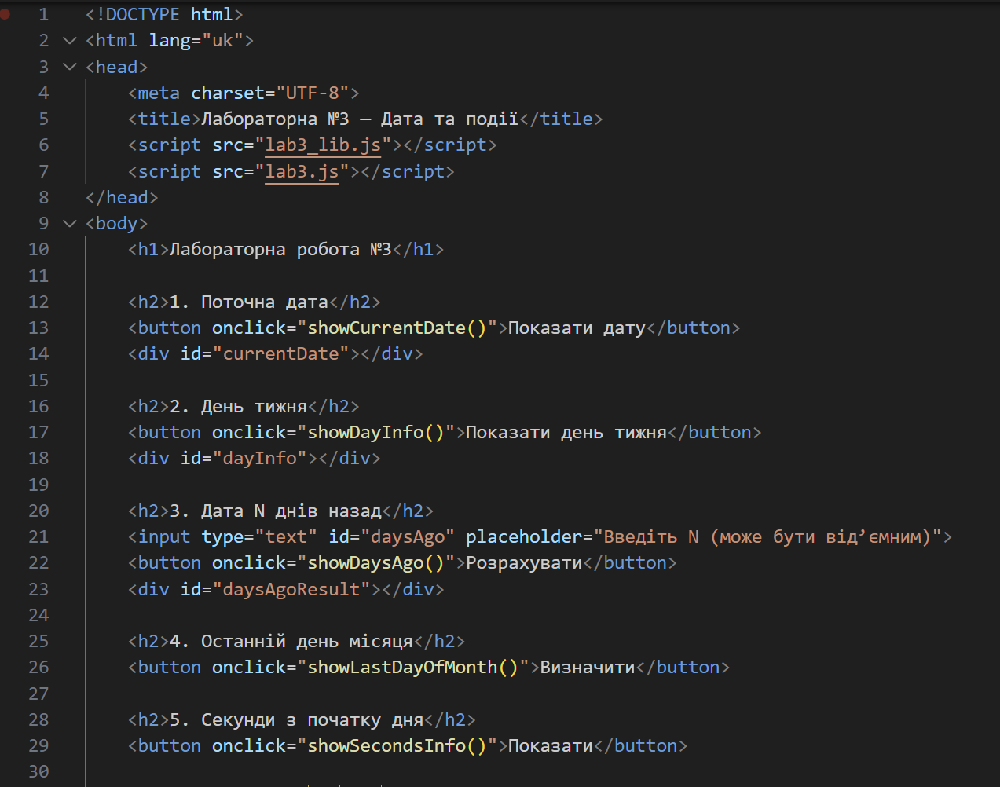 1 <!DOCTYPE html>
2 <html lang="uk">
3 <head>
4 <meta charset="UTF-8">
5 <title>Лабораторна №3 — Дата та події</title>
6 <script src="lab3_lib.js"></script>
7 <script src="lab3.js"></script>
8 </head>
9 <body>
10 <h1>Лабораторна робота №3</h1>
11
12 <h2>1. Поточна дата</h2>
13 <button onclick="showCurrentDate()">Показати дату</button>
14 <div id="currentDate"></div>
15
16 <h2>2. День тижня</h2>
17 <button onclick="showDayInfo()">Показати день тижня</button>
18 <div id="dayInfo"></div>
19
20 <h2>3. Дата N днів назад</h2>
21 <input type="text" id="daysAgo" placeholder="Введіть N (може бути від’ємним)">
22 <button onclick="showDaysAgo()">Розрахувати</button>
23 <div id="daysAgoResult"></div>
24
25 <h2>4. Останній день місяця</h2>
26 <button onclick="showLastDayOfMonth()">Визначити</button>
27
28 <h2>5. Секунди з початку дня</h2>
29 <button onclick="showSecondsInfo()">Показати</button>
30